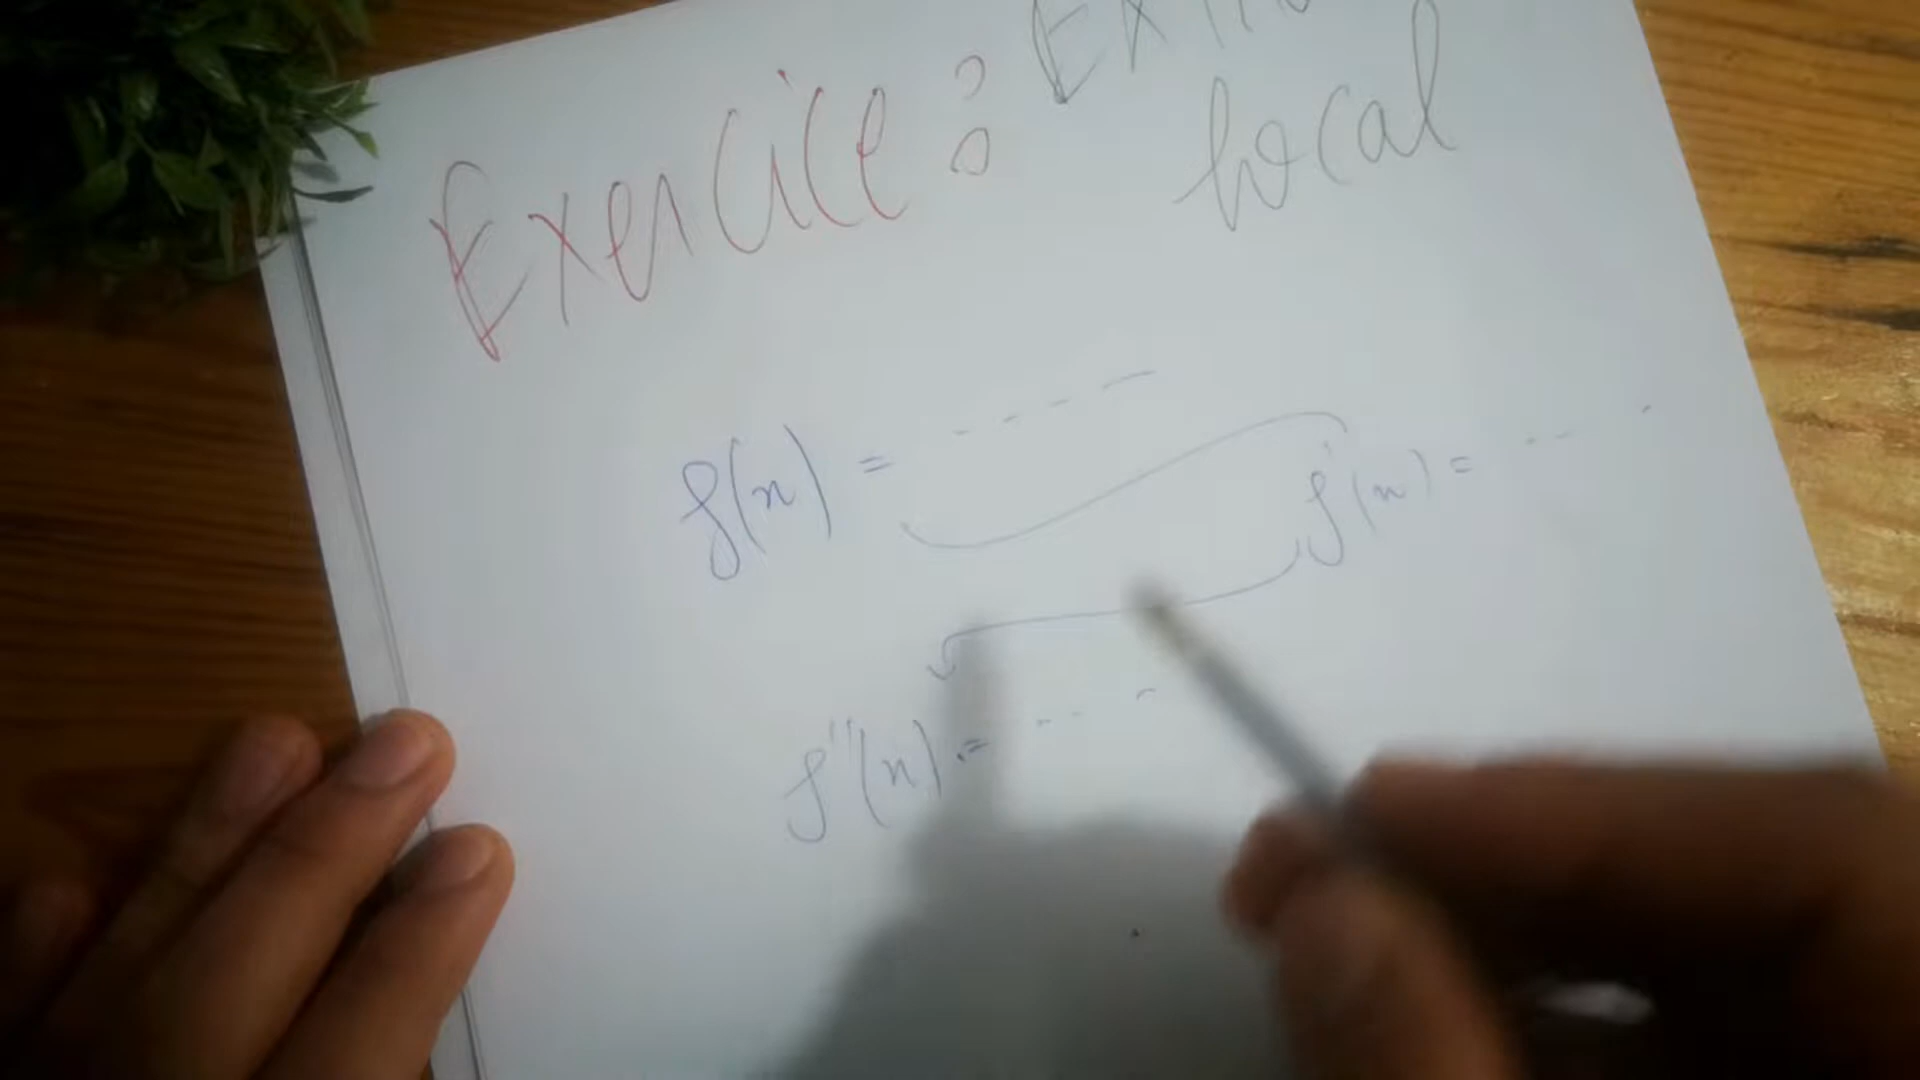 Exercice :
local
f(x) = - - - - -
f'(x) = - - -
f''(x) = - - -